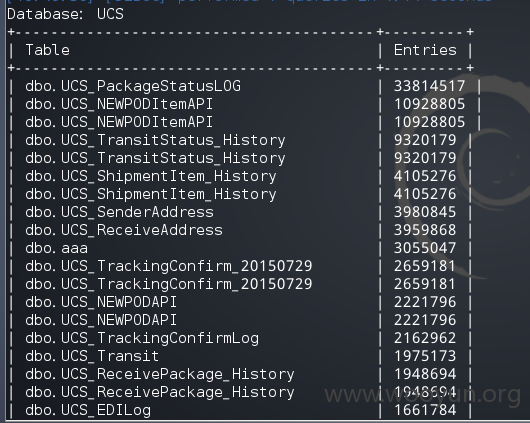 Database: UCS
+----------------------------------------+---------+
| Table | Entries |
+----------------------------------------+---------+
| dbo.UCS_PackageStatusLOG | 33814517 |
| dbo.UCS_NEWPODItemAPI | 10928805 |
| dbo.UCS_NEWPODItemAPI | 10928805 |
| dbo.UCS_TransitStatus_History | 9320179 |
| dbo.UCS_TransitStatus_History | 9320179 |
| dbo.UCS_ShipmentItem_History | 4105276 |
| dbo.UCS_ShipmentItem_History | 4105276 |
| dbo.UCS_SenderAddress | 3980845 |
| dbo.UCS_ReceiveAddress | 3959868 |
| dbo.aaa | 3055047 |
| dbo.UCS_TrackingConfirm_20150729 | 2659181 |
| dbo.UCS_TrackingConfirm_20150729 | 2659181 |
| dbo.UCS_NEWPODAPI | 2221796 |
| dbo.UCS_NEWPODAPI | 2221796 |
| dbo.UCS_TrackingConfirmLog | 2162962 |
| dbo.UCS_Transit | 1975173 |
| dbo.UCS_ReceivePackage_History | 1948694 |
| dbo.UCS_ReceivePackage_History | 1948694 |
| dbo.UCS_EDILog | 1661784 |
www.wooyun.org